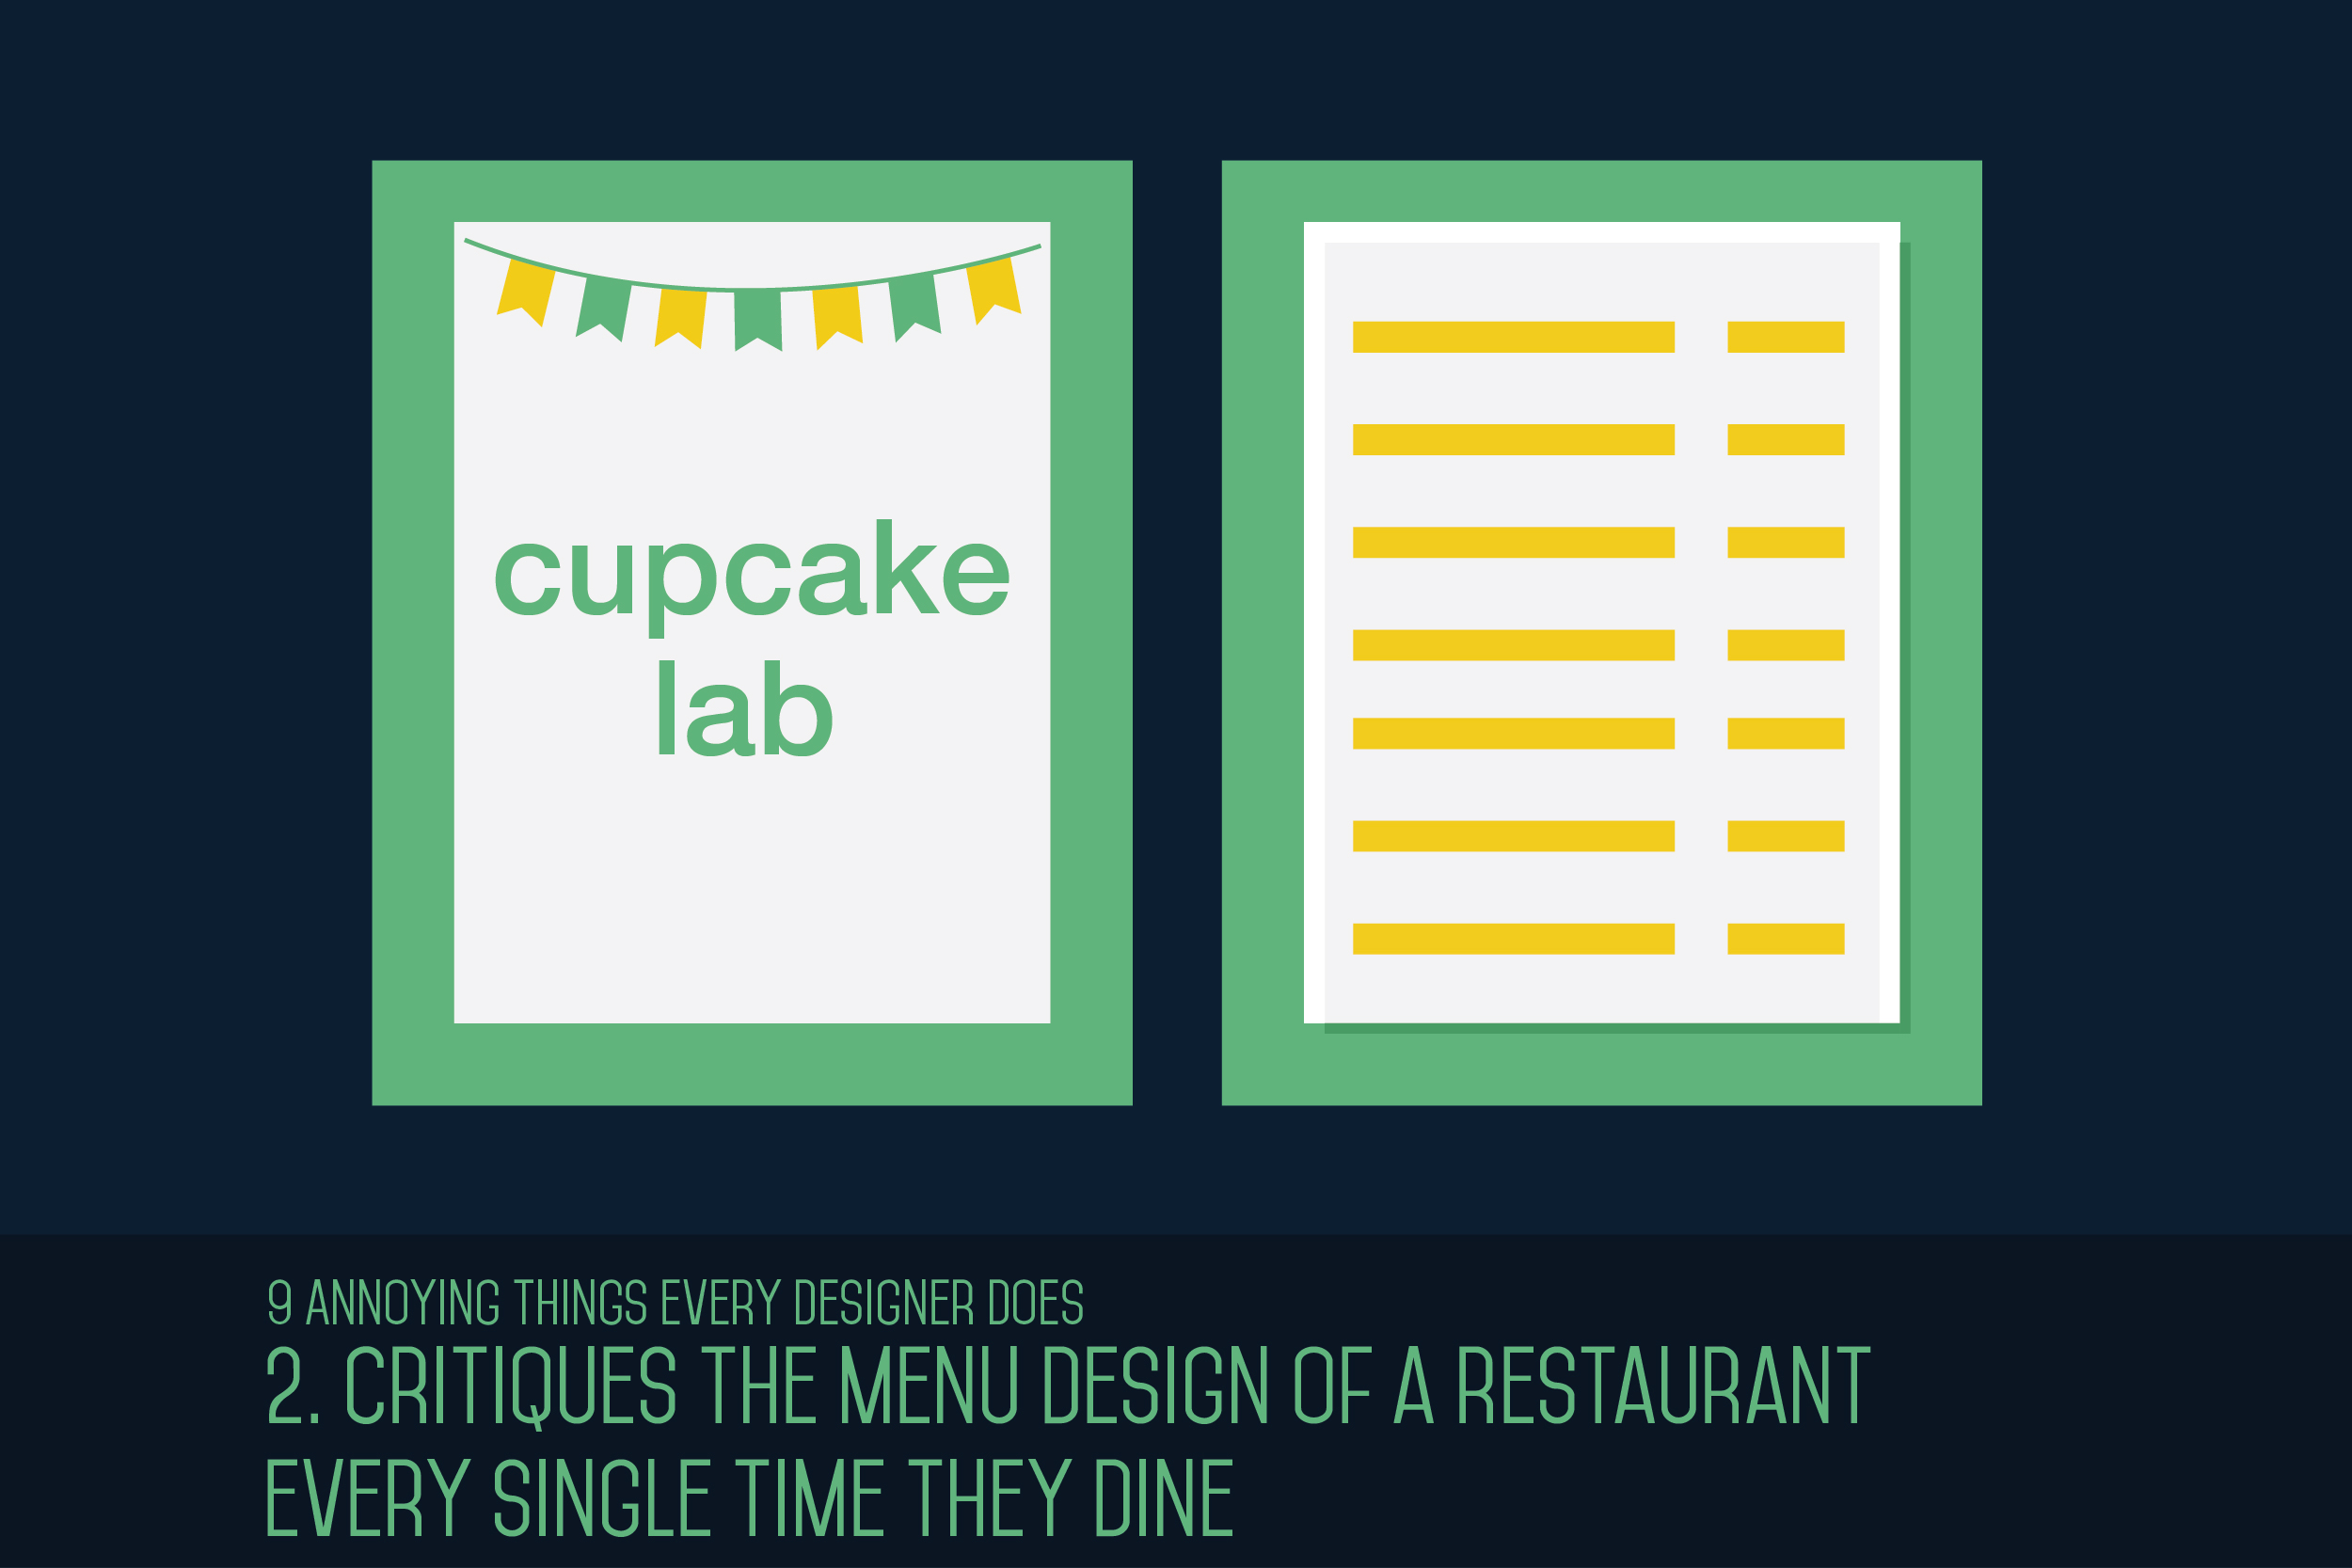 cupcake
lab
9 ANNOYING THINGS EVERY DESIGNER DOES
2. CRITIQUES THE MENU DESIGN OF A RESTAURANT
EVERY SINGLE TIME THEY DINE